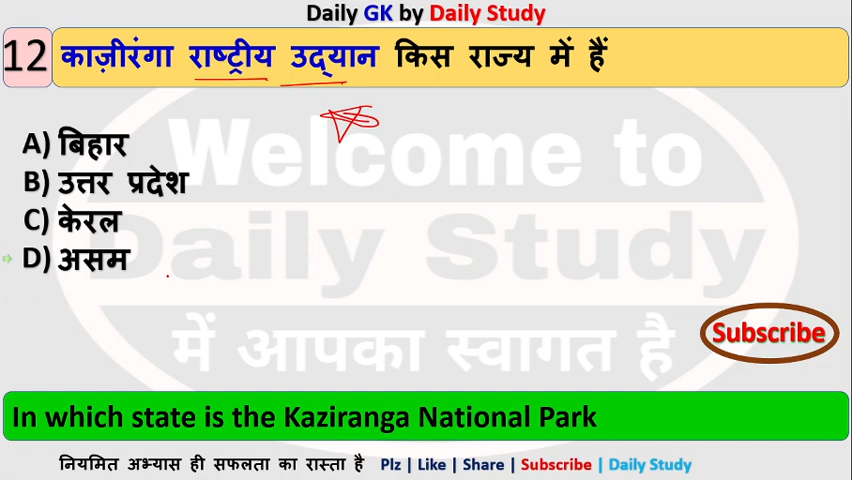 Daily GK by Daily Study
12 काज़ीरंगा राष्ट्रीय उद्यान किस राज्य में हैं
Welcome to
A) बिहार
B) उत्तर प्रदेश
C) केरल
Daily Study
D) असम
Subscribe
में आपका स्वागत है
In which state is the Kaziranga National Park
नियमित अभ्यास ही सफलता का रास्ता है Plz | Like | Share | Subscribe | Daily Study